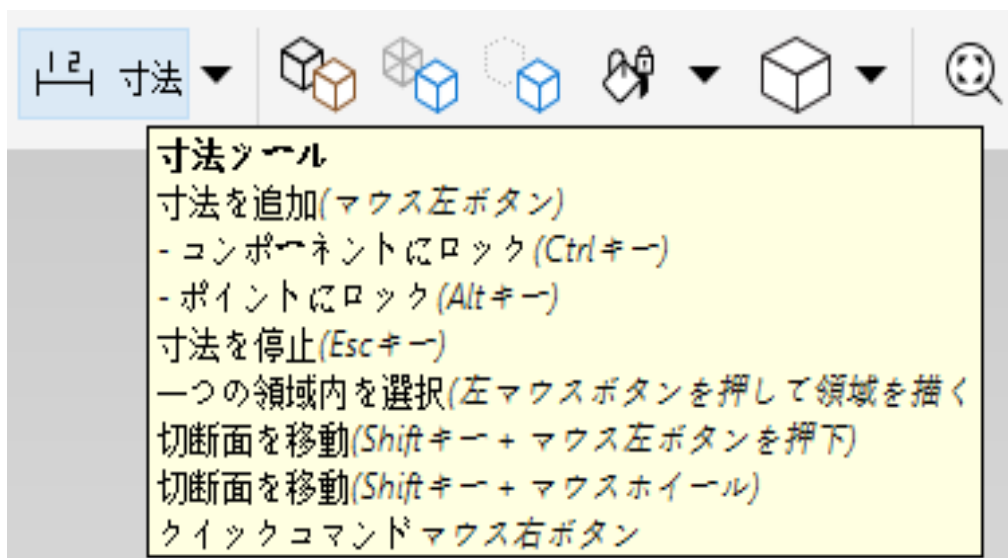 12 寸法
寸法ツール
寸法を追加(マウス左ボタン)
- コンポーネントにロック(Ctrlキー)
- ポイントにロック(Altキー)
寸法を停止(Escキー)
一つの領域内を選択(左マウスボタンを押して領域を描く
切断面を移動(Shiftキー + マウス左ボタンを押下)
切断面を移動(Shiftキー + マウスホイール)
クイックコマンドマウス右ボタン